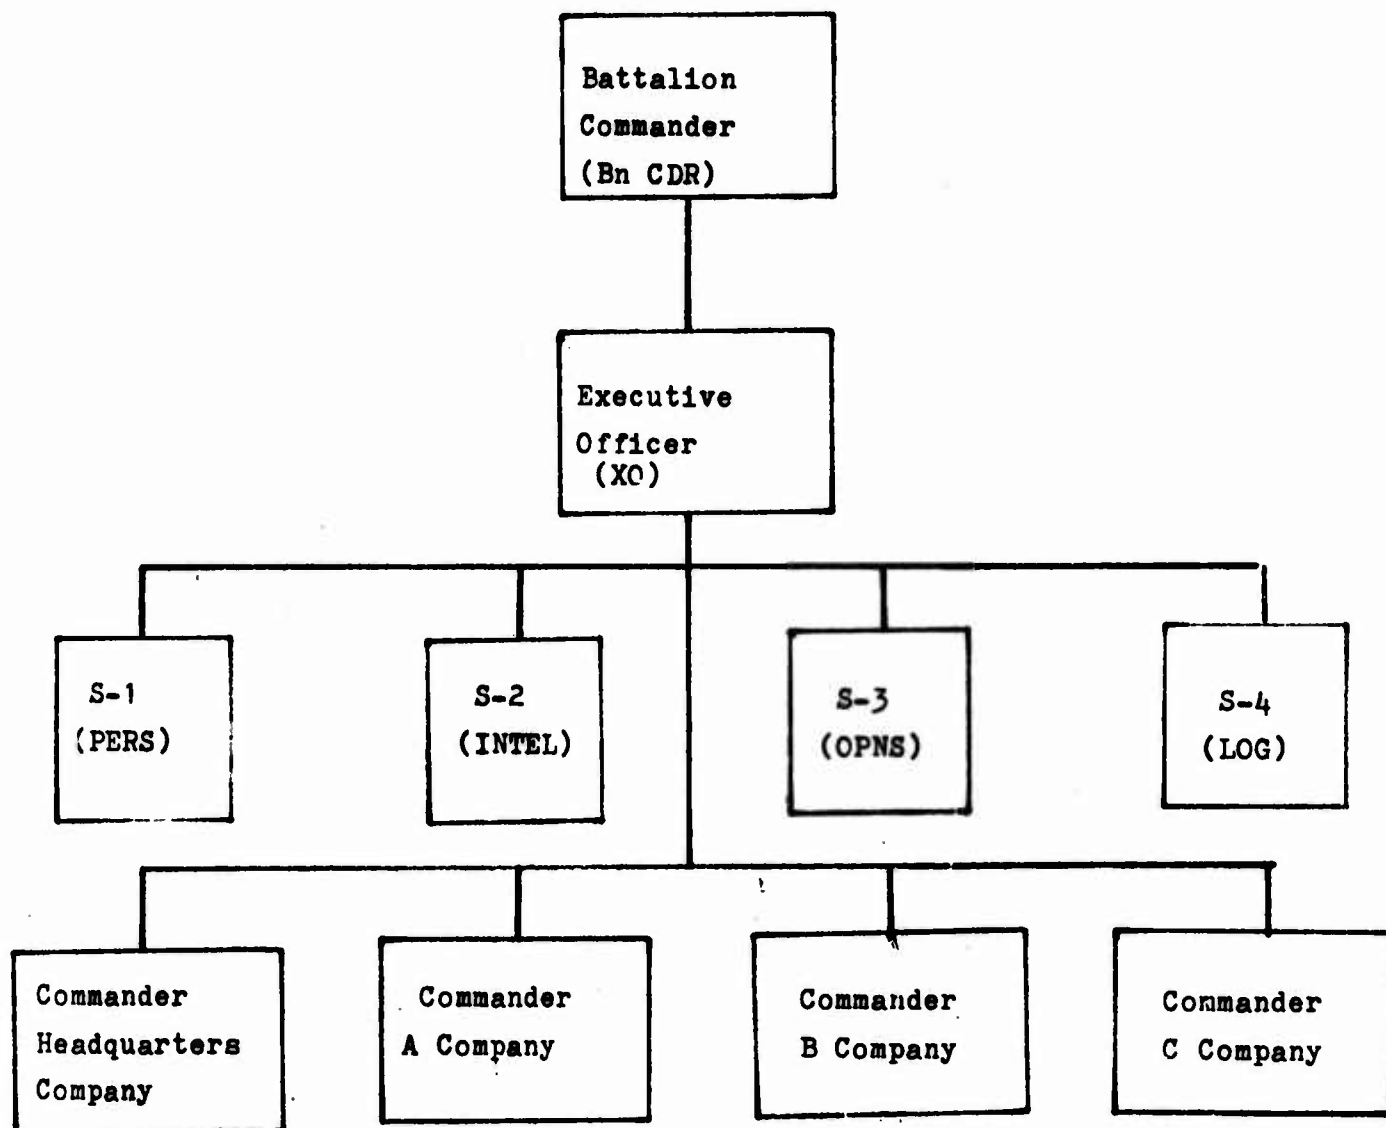 Battalion
Commander
(Bn CDR)
Executive
Officer
(XO)
S-1
(PERS)
S-2
(INTEL)
S-3
(OPNS)
S-4
(LOG)
Commander
Headquarters
Company
Commander
A Company
Commander
B Company
Commander
C Company